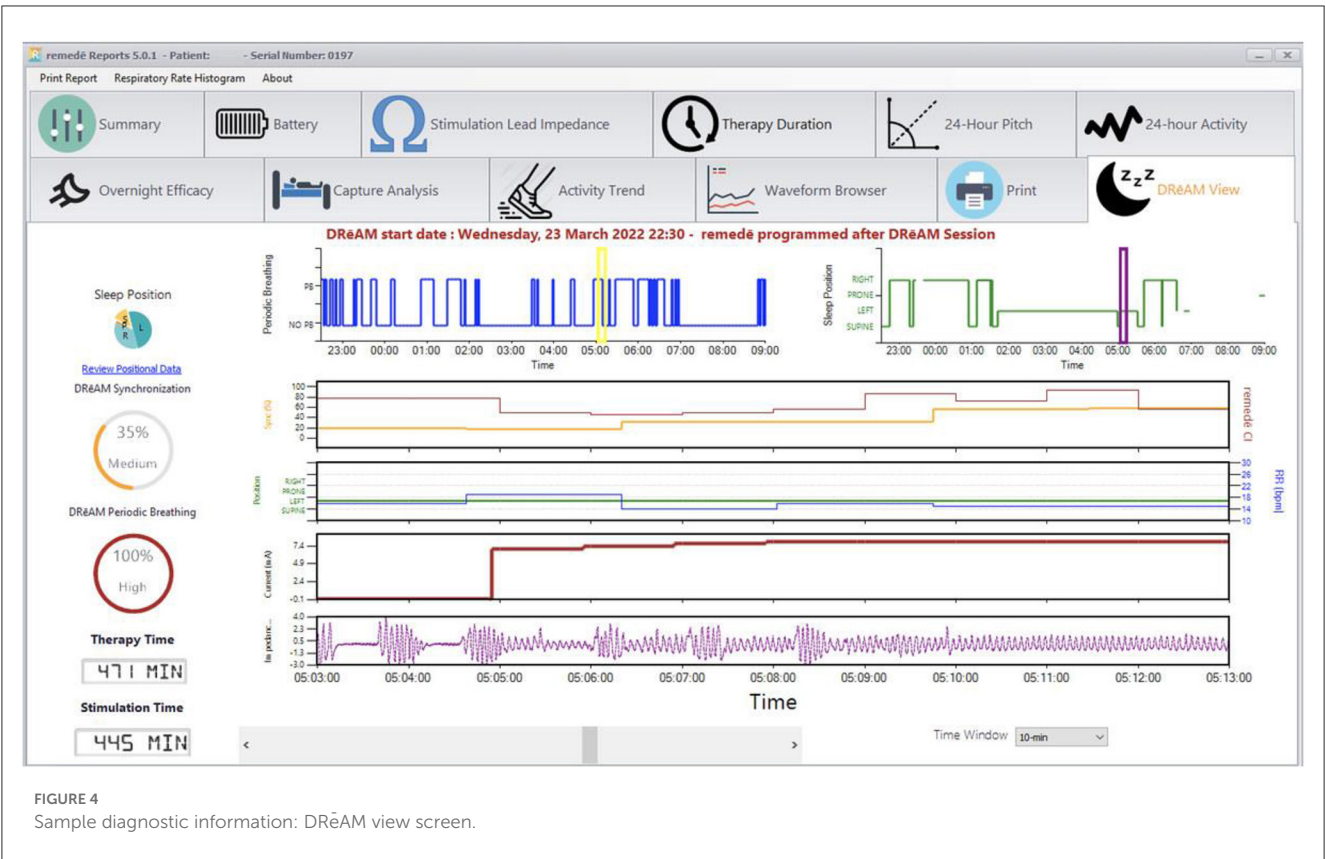 remedē Reports 5.0.1 - Patient: - Serial Number: 0197
Print Report Respiratory Rate Histogram About
Summary Battery Ω Stimulation Lead Impedance Therapy Duration 24-Hour Pitch 24-hour Activity
Overnight Efficacy Capture Analysis Activity Trend Waveform Browser Print zZZ DRēAM View
DRēAM start date : Wednesday, 23 March 2022 22:30 - remedē programmed after DRēAM Session
Sleep Position
S P R L
Review Positional Data
DRēAM Synchronization
35%
Medium
DRēAM Periodic Breathing
100%
High
Therapy Time
471 MIN
Stimulation Time
445 MIN
Periodic Breathing
PB
NO PB
23:00 00:00 01:00 02:00 03:00 04:00 05:00 06:00 07:00 08:00 09:00
Time
Sleep Position
RIGHT
PRONE
LEFT
SUPINE
23:00 00:00 01:00 02:00 03:00 04:00 05:00 06:00 07:00 08:00 09:00
Time
Sync (%)
100
80
60
40
20
0
remedē CI
Position
RIGHT
PRONE
LEFT
SUPINE
30
26
22
18
14
10
RR (bpm)
Current (mA)
7.4
4.9
2.4
-0.1
Impedanc...
4.0
2.3
0.5
-1.3
-3.0
05:03:00 05:04:00 05:05:00 05:06:00 05:07:00 05:08:00 05:09:00 05:10:00 05:11:00 05:12:00 05:13:00
Time
< >
Time Window 10-min
FIGURE 4
Sample diagnostic information: DRēAM view screen.